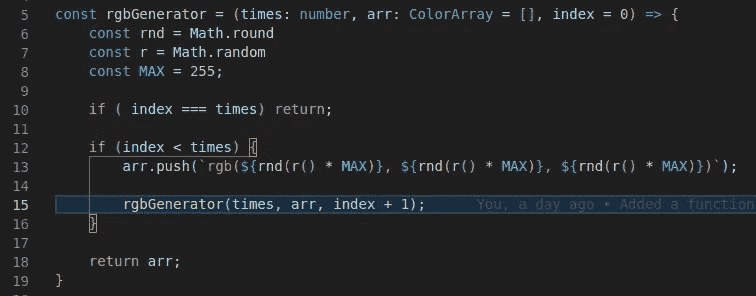 5 const rgbGenerator = (times: number, arr: ColorArray = [], index = 0) => {
6     const rnd = Math.round
7     const r = Math.random
8     const MAX = 255;
9
10     if ( index === times) return;
11
12     if (index < times) {
13         arr.push(`rgb(${rnd(r() * MAX)}, ${rnd(r() * MAX)}, ${rnd(r() * MAX)})`);
14
15         rgbGenerator(times, arr, index + 1);     You, a day ago • Added a function
16     }
17
18     return arr;
19 }